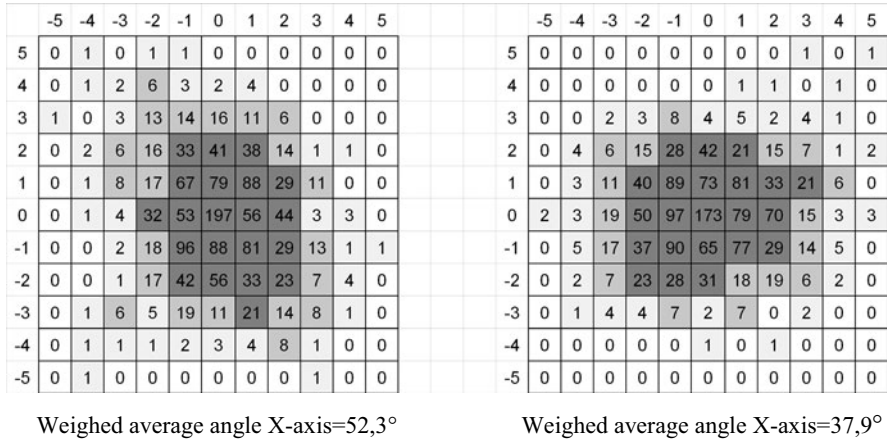 -5 -4 -3 -2 -1 0 1 2 3 4 5
5 0 1 0 1 1 0 0 0 0 0 0
4 0 1 2 6 3 2 4 0 0 0 0
3 1 0 3 13 14 16 11 6 0 0 0
2 0 2 6 16 33 41 38 14 1 1 0
1 0 1 8 17 67 79 88 29 11 0 0
0 0 1 4 32 53 197 56 44 3 3 0
-1 0 0 2 18 96 88 81 29 13 1 1
-2 0 0 1 17 42 56 33 23 7 4 0
-3 0 1 6 5 19 11 21 14 8 1 0
-4 0 1 1 1 2 3 4 8 1 0 0
-5 0 1 0 0 0 0 0 0 1 0 0
Weighed average angle X-axis=52,3°
-5 -4 -3 -2 -1 0 1 2 3 4 5
5 0 0 0 0 0 0 0 0 1 0 1
4 0 0 0 0 0 0 1 1 0 1 0
3 0 0 2 3 8 4 5 2 4 1 0
2 0 4 6 15 28 42 21 15 7 1 2
1 0 3 11 40 89 73 81 33 21 6 0
0 2 3 19 50 97 173 79 70 15 3 3
-1 0 5 17 37 90 65 77 29 14 5 0
-2 0 2 7 23 28 31 18 19 6 2 0
-3 0 1 4 4 7 2 7 0 2 0 0
-4 0 0 0 0 0 1 0 1 0 0 0
-5 0 0 0 0 0 0 0 0 0 0 0
Weighed average angle X-axis=37,9°